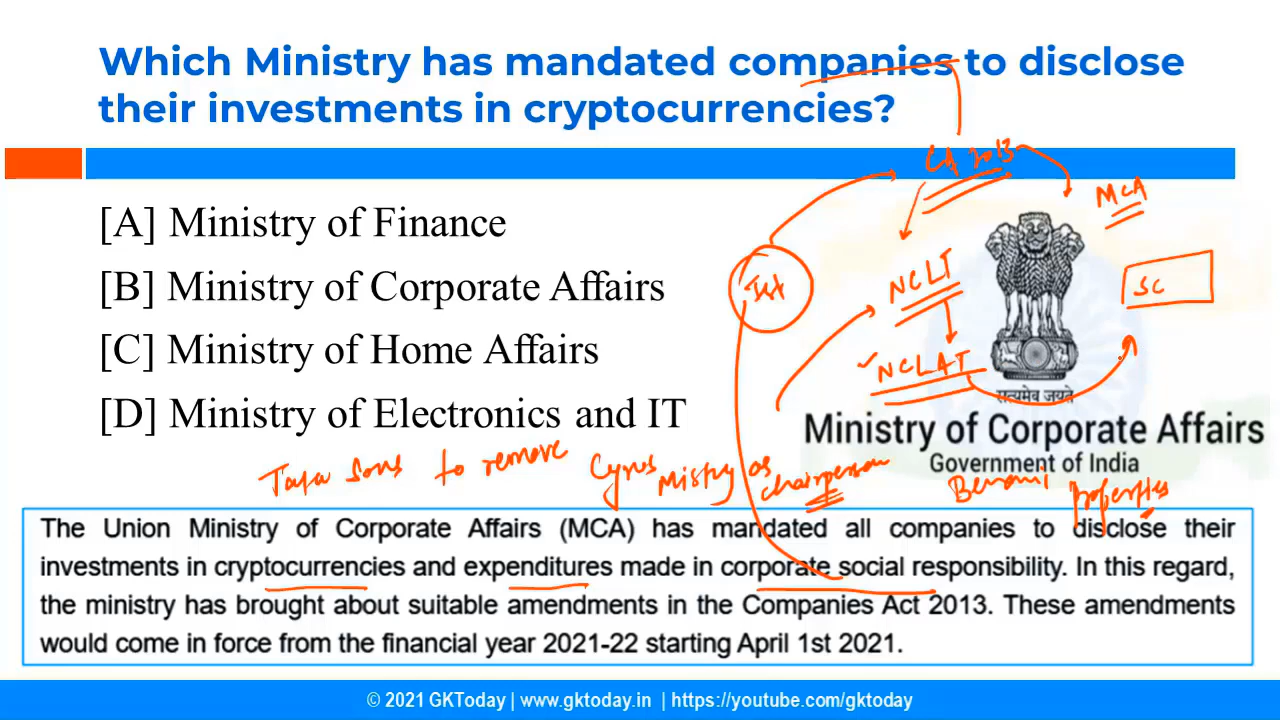 Which Ministry has mandated companies to disclose
their investments in cryptocurrencies?
CA 2013
MCA
[A] Ministry of Finance
[B] Ministry of Corporate Affairs
[C] Ministry of Home Affairs
[D] Ministry of Electronics and IT
NCLT
SC
NCLAT
सत्यमेव जयते
Ministry of Corporate Affairs
Government of India
Tata Sons to remove Cyrus Mistry as chairperson
Benami Properties
The Union Ministry of Corporate Affairs (MCA) has mandated all companies to disclose their
investments in cryptocurrencies and expenditures made in corporate social responsibility. In this regard,
the ministry has brought about suitable amendments in the Companies Act 2013. These amendments
would come in force from the financial year 2021-22 starting April 1st 2021.
© 2021 GKToday | www.gktoday.in | https://youtube.com/gktoday